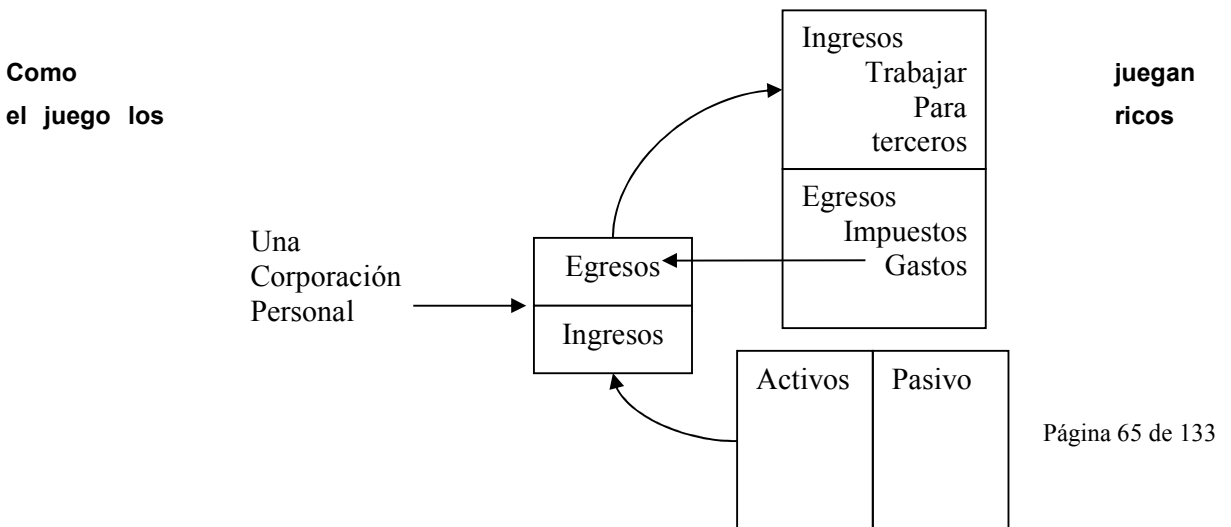 Como juegan
el juego los ricos
Ingresos
Trabajar
Para
terceros
Egresos
Impuestos
Gastos
Una
Corporación
Personal
Egresos
Ingresos
Activos
Pasivo
Página 65 de 133